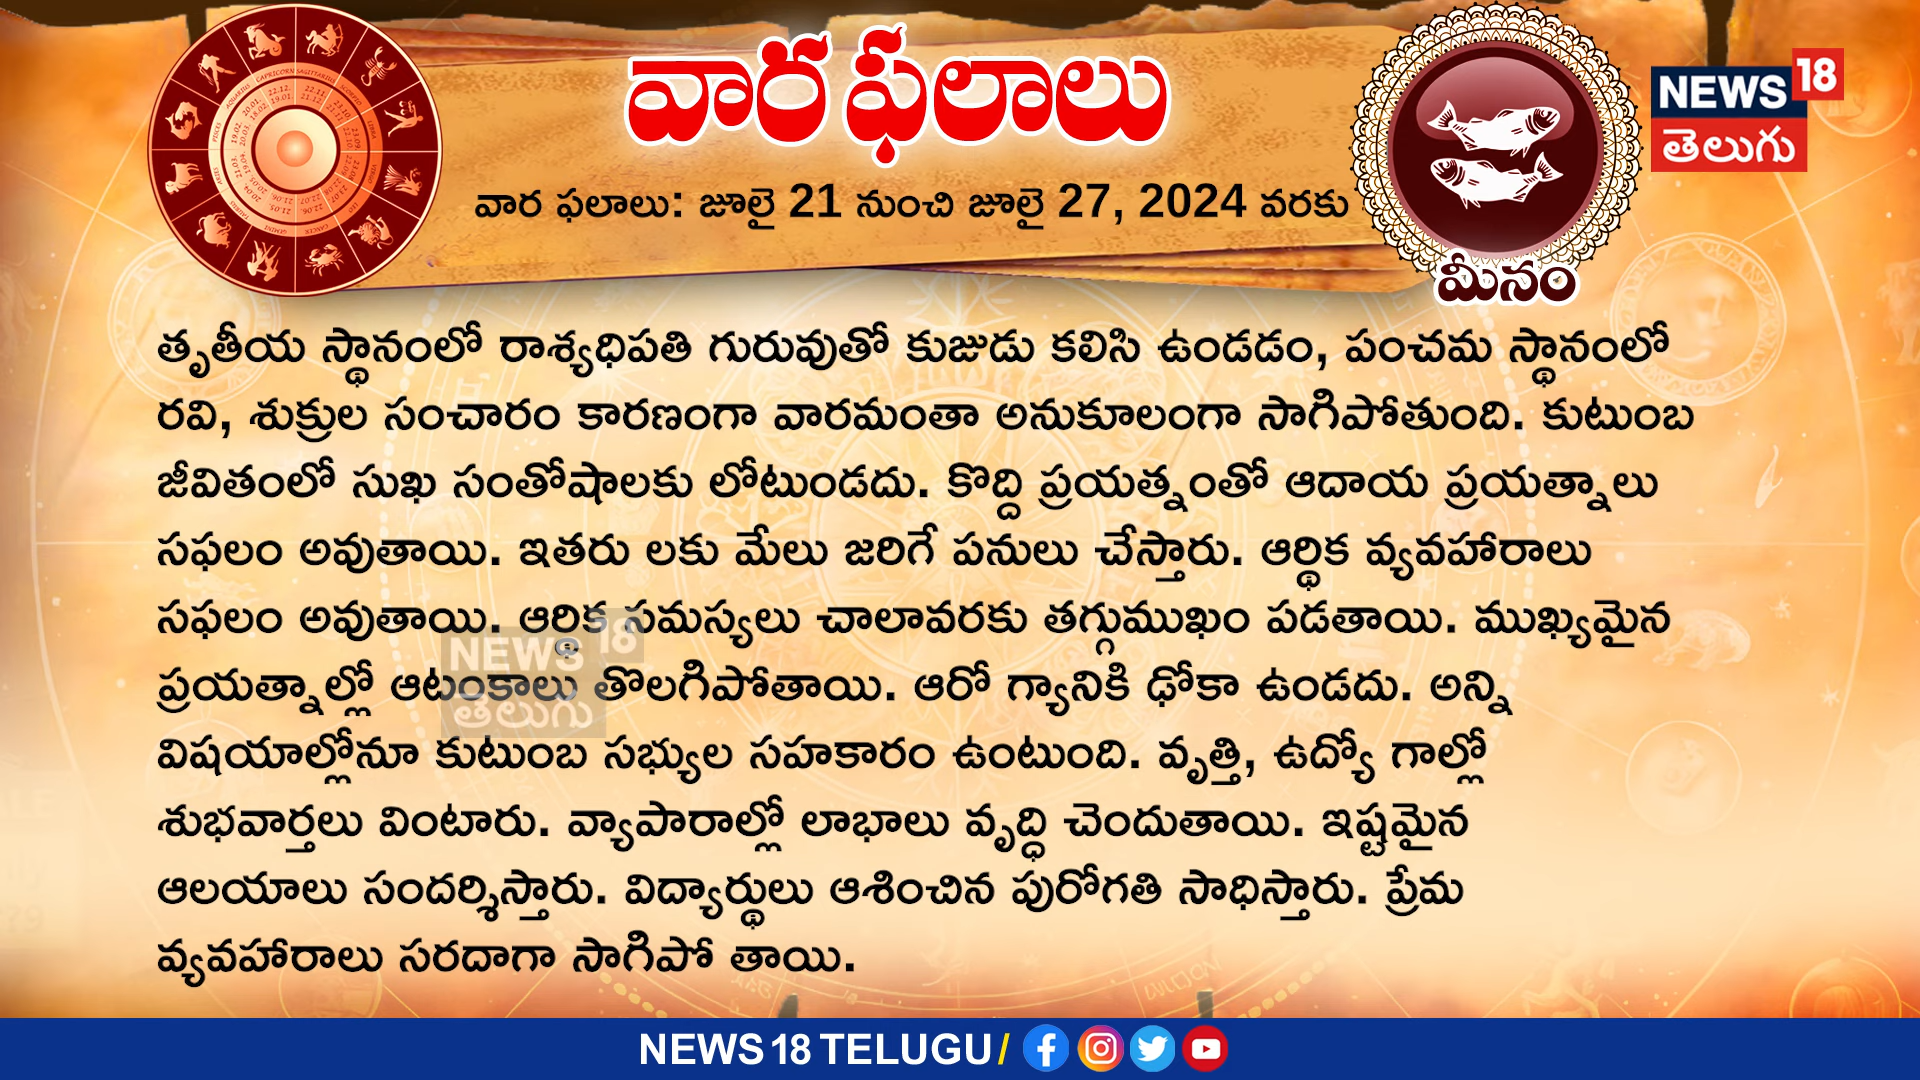 వార ఫలాలు
NEWS 18
తెలుగు
వార ఫలాలు: జూలై 21 నుంచి జూలై 27, 2024 వరకు
మీనం
తృతీయ స్థానంలో రాశ్యధిపతి గురువుతో కుజుడు కలిసి ఉండడం, పంచమ స్థానంలో
రవి, శుక్రుల సంచారం కారణంగా వారమంతా అనుకూలంగా సాగిపోతుంది. కుటుంబ
జీవితంలో సుఖ సంతోషాలకు లోటుండదు. కొద్ది ప్రయత్నంతో ఆదాయ ప్రయత్నాలు
సఫలం అవుతాయి. ఇతరు లకు మేలు జరిగే పనులు చేస్తారు. ఆర్థిక వ్యవహారాలు
సఫలం అవుతాయి. ఆర్థిక సమస్యలు చాలావరకు తగ్గుముఖం పడతాయి. ముఖ్యమైన
ప్రయత్నాల్లో ఆటంకాలు తొలగిపోతాయి. ఆరో గ్యానికి ఢోకా ఉండదు. అన్ని
విషయాల్లోనూ కుటుంబ సభ్యుల సహకారం ఉంటుంది. వృత్తి, ఉద్యో గాల్లో
శుభవార్తలు వింటారు. వ్యాపారాల్లో లాభాలు వృద్ధి చెందుతాయి. ఇష్టమైన
ఆలయాలు సందర్శిస్తారు. విద్యార్థులు ఆశించిన పురోగతి సాధిస్తారు. ప్రేమ
వ్యవహారాలు సరదాగా సాగిపో తాయి.
NEWS 18
తెలుగు
NEWS 18 TELUGU /